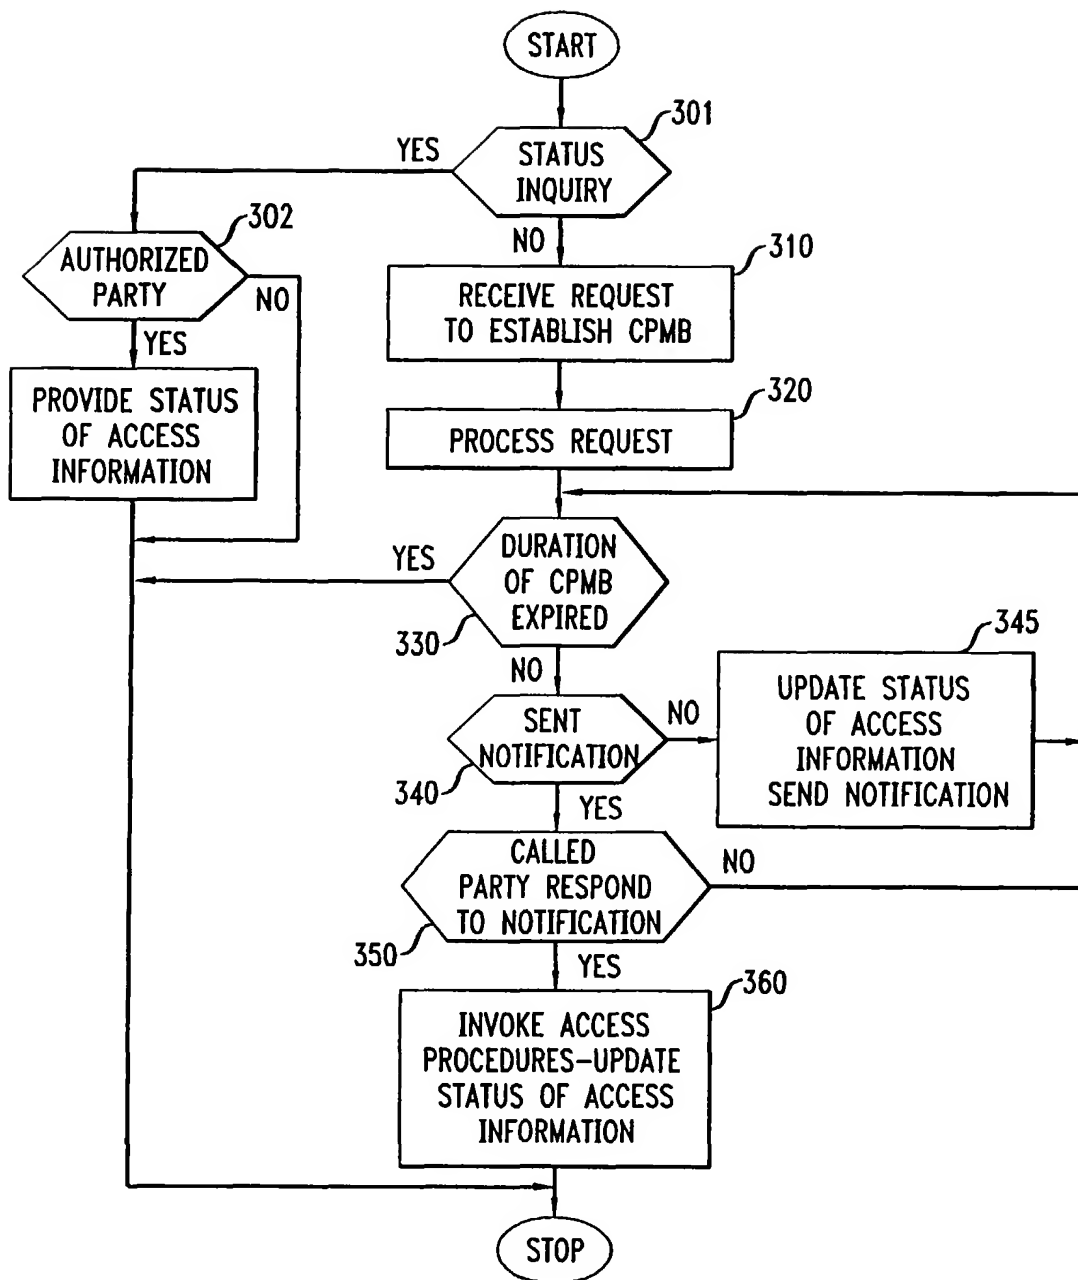 START
301
STATUS
INQUIRY
YES
NO
302
AUTHORIZED
PARTY
NO
YES
PROVIDE STATUS
OF ACCESS
INFORMATION
310
RECEIVE REQUEST
TO ESTABLISH CPMB
320
PROCESS REQUEST
DURATION
OF CPMB
EXPIRED
330
YES
NO
SENT
NOTIFICATION
340
NO
YES
345
UPDATE STATUS
OF ACCESS
INFORMATION
SEND NOTIFICATION
CALLED
PARTY RESPOND
TO NOTIFICATION
350
NO
YES
360
INVOKE ACCESS
PROCEDURES-UPDATE
STATUS OF ACCESS
INFORMATION
STOP